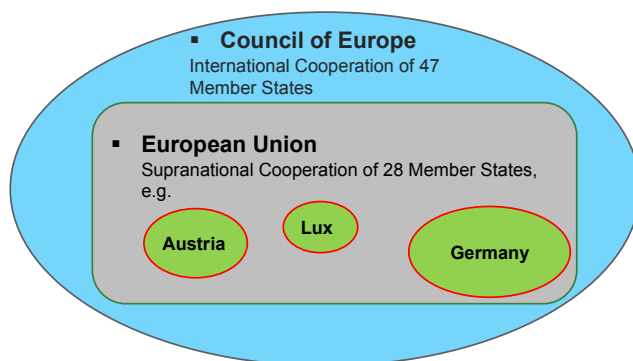 ▪ Council of Europe
International Cooperation of 47
Member States
▪ European Union
Supranational Cooperation of 28 Member States,
e.g.
Austria
Lux
Germany